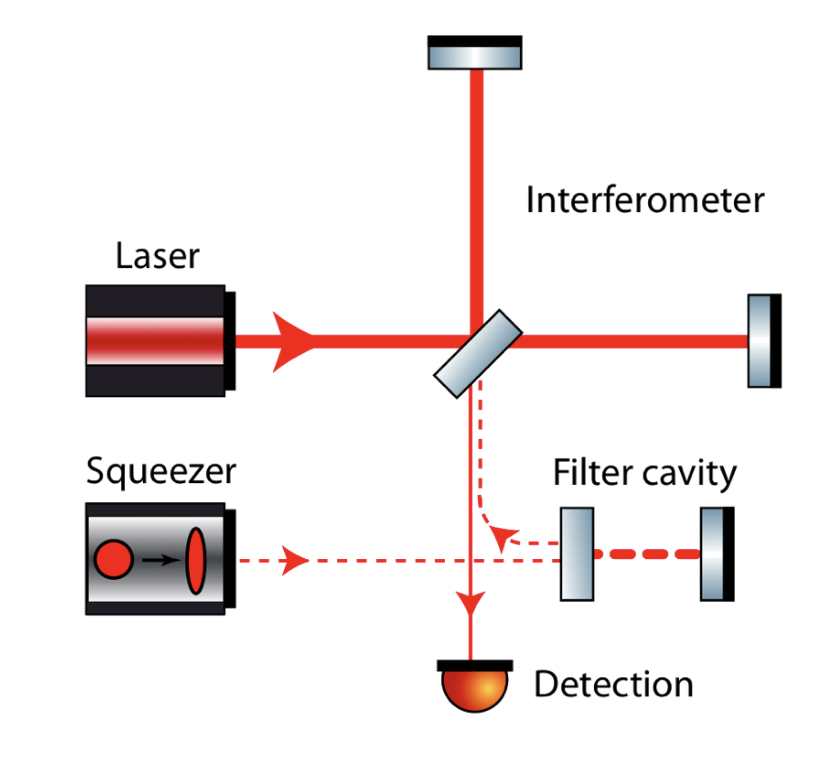 Interferometer
Laser
Squeezer
Filter cavity
Detection